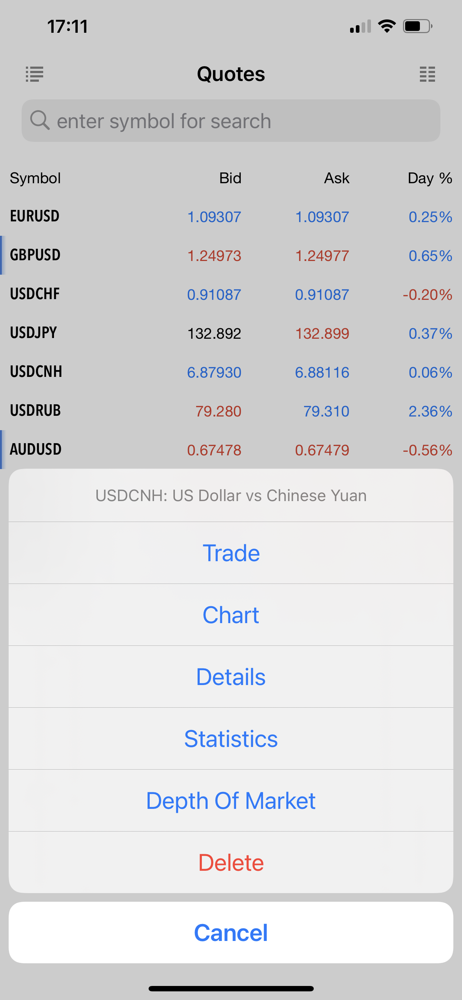 17:11
Quotes
enter symbol for search
Symbol Bid Ask Day %
EURUSD 1.09307 1.09307 0.25%
GBPUSD 1.24973 1.24977 0.65%
USDCHF 0.91087 0.91087 -0.20%
USDJPY 132.892 132.899 0.37%
USDCNH 6.87930 6.88116 0.06%
USDRUB 79.280 79.310 2.36%
AUDUSD 0.67478 0.67479 -0.56%
USDCNH: US Dollar vs Chinese Yuan
Trade
Chart
Details
Statistics
Depth Of Market
Delete
Cancel